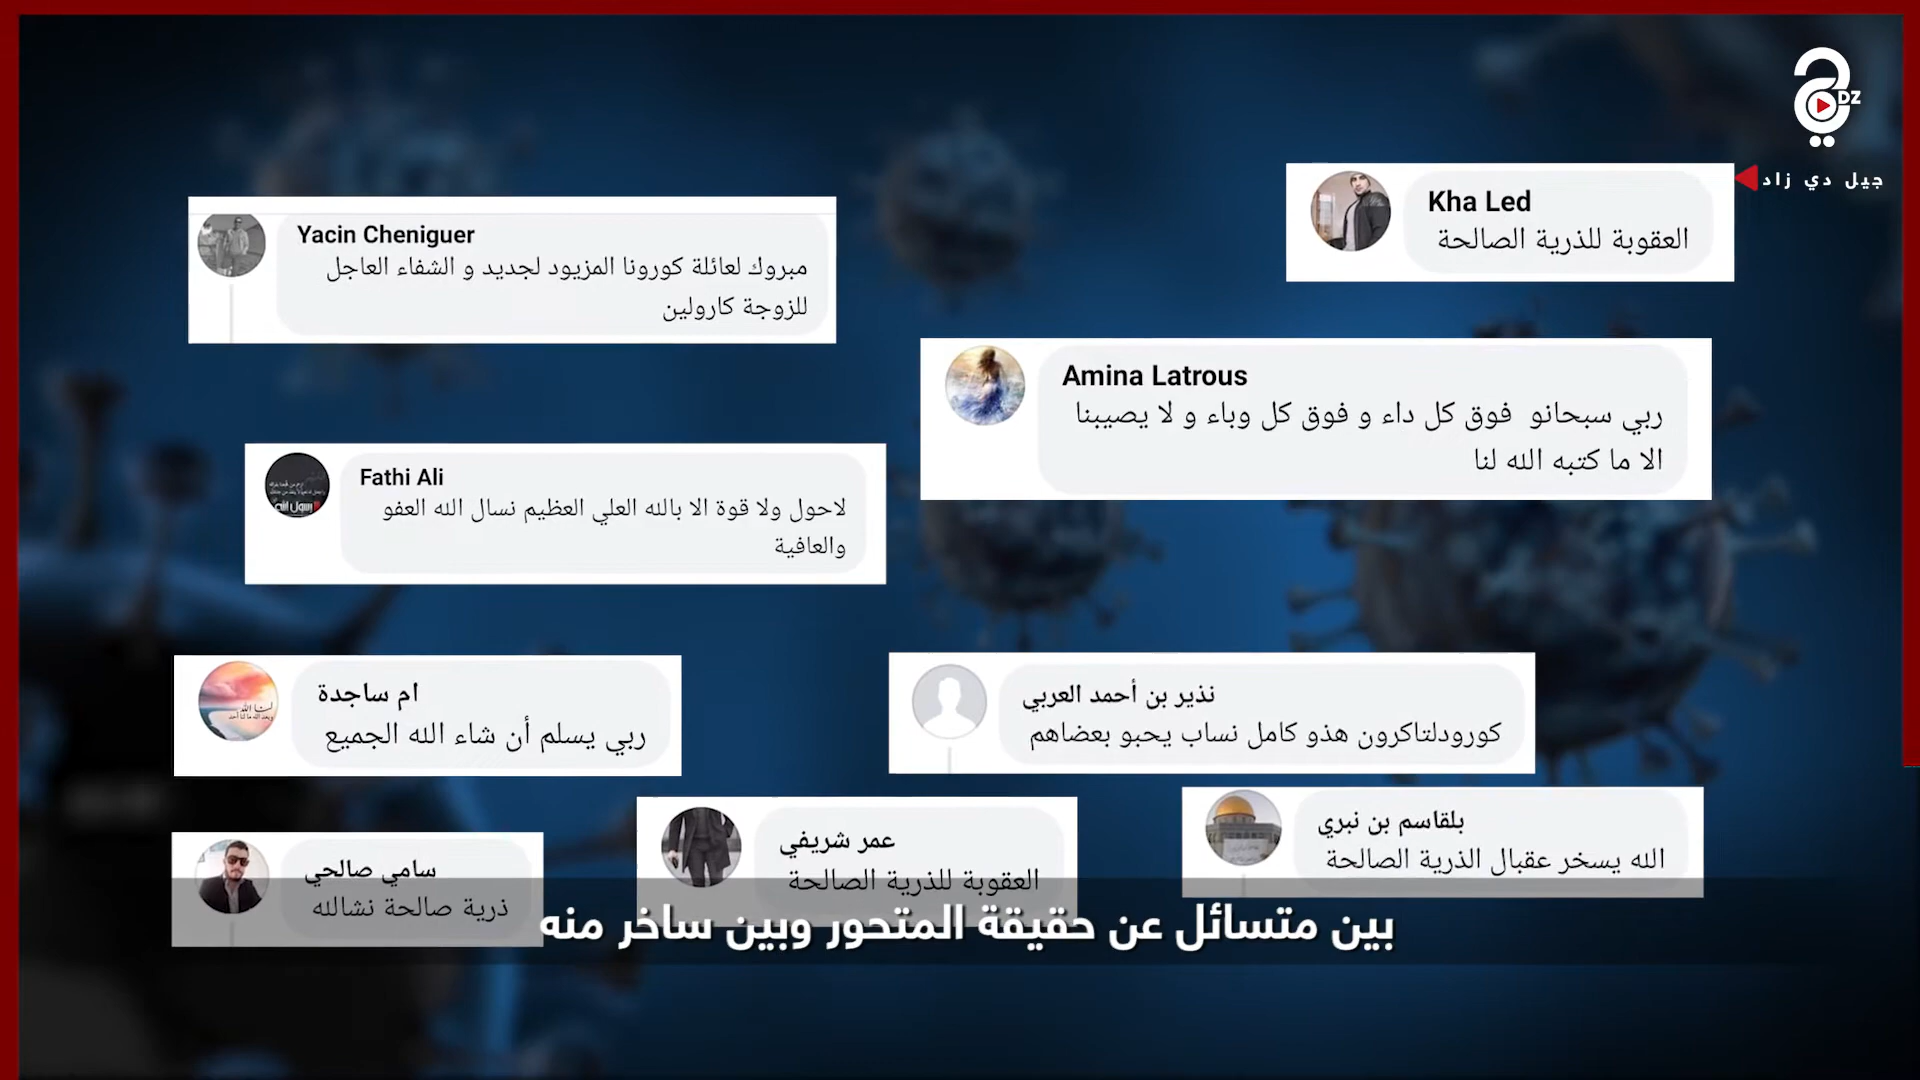 DZ
جيل دي زاد
Kha Led
العقوبة للذرية الصالحة
Yacin Cheniguer
مبروك لعائلة كورونا المزيود لجديد و الشفاء العاجل
للزوجة كارولين
Amina Latrous
ربي سبحانو فوق كل داء و فوق كل وباء و لا يصيبنا
الا ما كتبه الله لنا
Fathi Ali
لاحول ولا قوة الا بالله العلي العظيم نسال الله العفو
والعافية
نذير بن أحمد العربي
كورودلتاكرون هذو كامل نساب يحبو بعضاهم
ام ساجدة
ربي يسلم أن شاء الله الجميع
بلقاسم بن نبري
الله يسخر عقبال الذرية الصالحة
عمر شريفي
العقوبة للذرية الصالحة
سامي صالحي
ذرية صالحة نشالله
بين متسائل عن حقيقة المتحور وبين ساخر منه